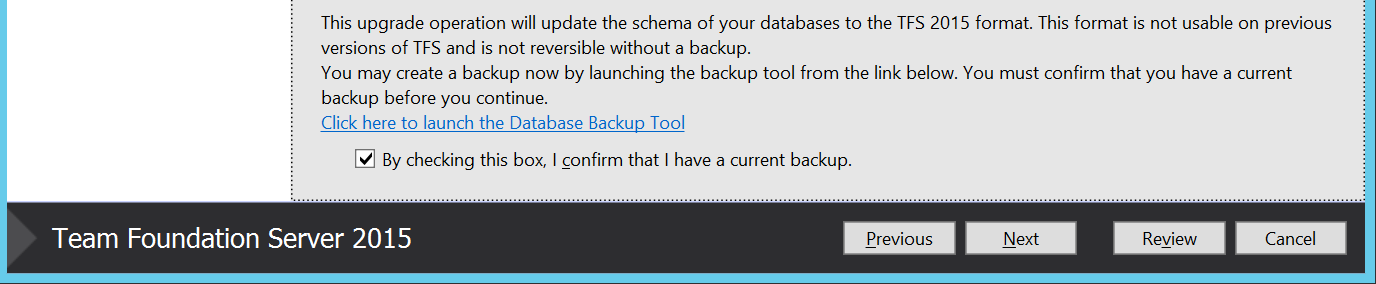 This upgrade operation will update the schema of your databases to the TFS 2015 format. This format is not usable on previous
versions of TFS and is not reversible without a backup.
You may create a backup now by launching the backup tool from the link below. You must confirm that you have a current
backup before you continue.
Click here to launch the Database Backup Tool
By checking this box, I confirm that I have a current backup.
Team Foundation Server 2015 Previous Next Review Cancel